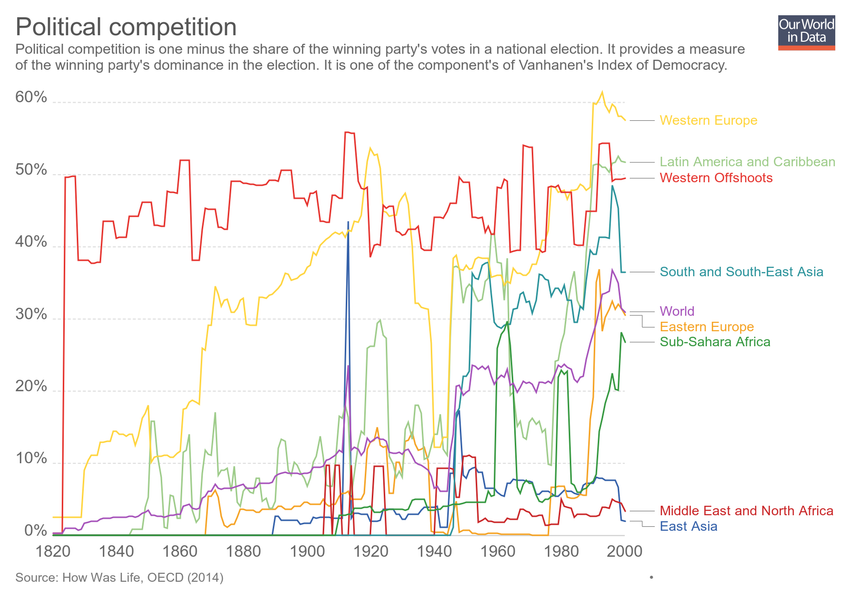 Political competition
Our World
in Data
Political competition is one minus the share of the winning party's votes in a national election. It provides a measure
of the winning party's dominance in the election. It is one of the component's of Vanhanen's Index of Democracy.
60%
50%
40%
30%
20%
10%
0%
Western Europe
Latin America and Caribbean
Western Offshoots
South and South-East Asia
World
Eastern Europe
Sub-Sahara Africa
Middle East and North Africa
East Asia
1820 1840 1860 1880 1900 1920 1940 1960 1980 2000
Source: How Was Life, OECD (2014)